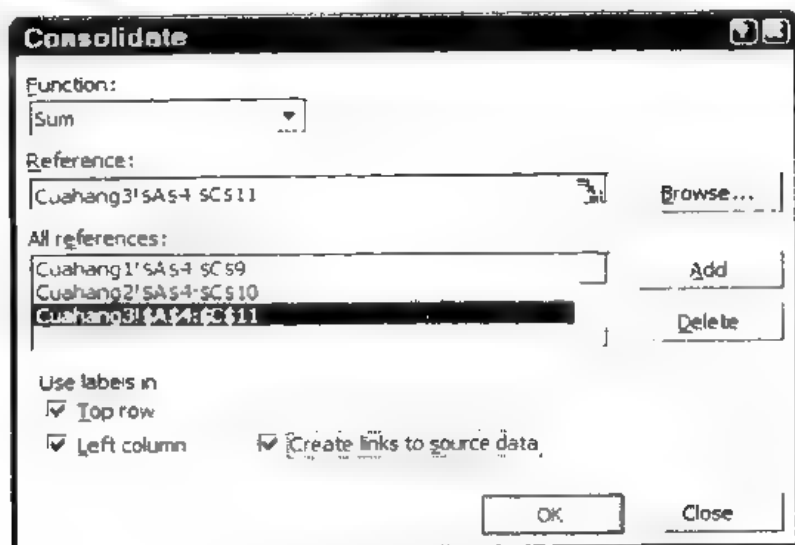 Consolidate
Function:
Sum
Reference:
Cuahang3!$A$4:$C$11
Browse...
All references:
Cuahang1!$A$4:$C$9
Cuahang2!$A$4:$C$10
Cuahang3!$A$4:$C$11
Add
Delete
Use labels in
Top row
Left column
Create links to source data
OK
Close